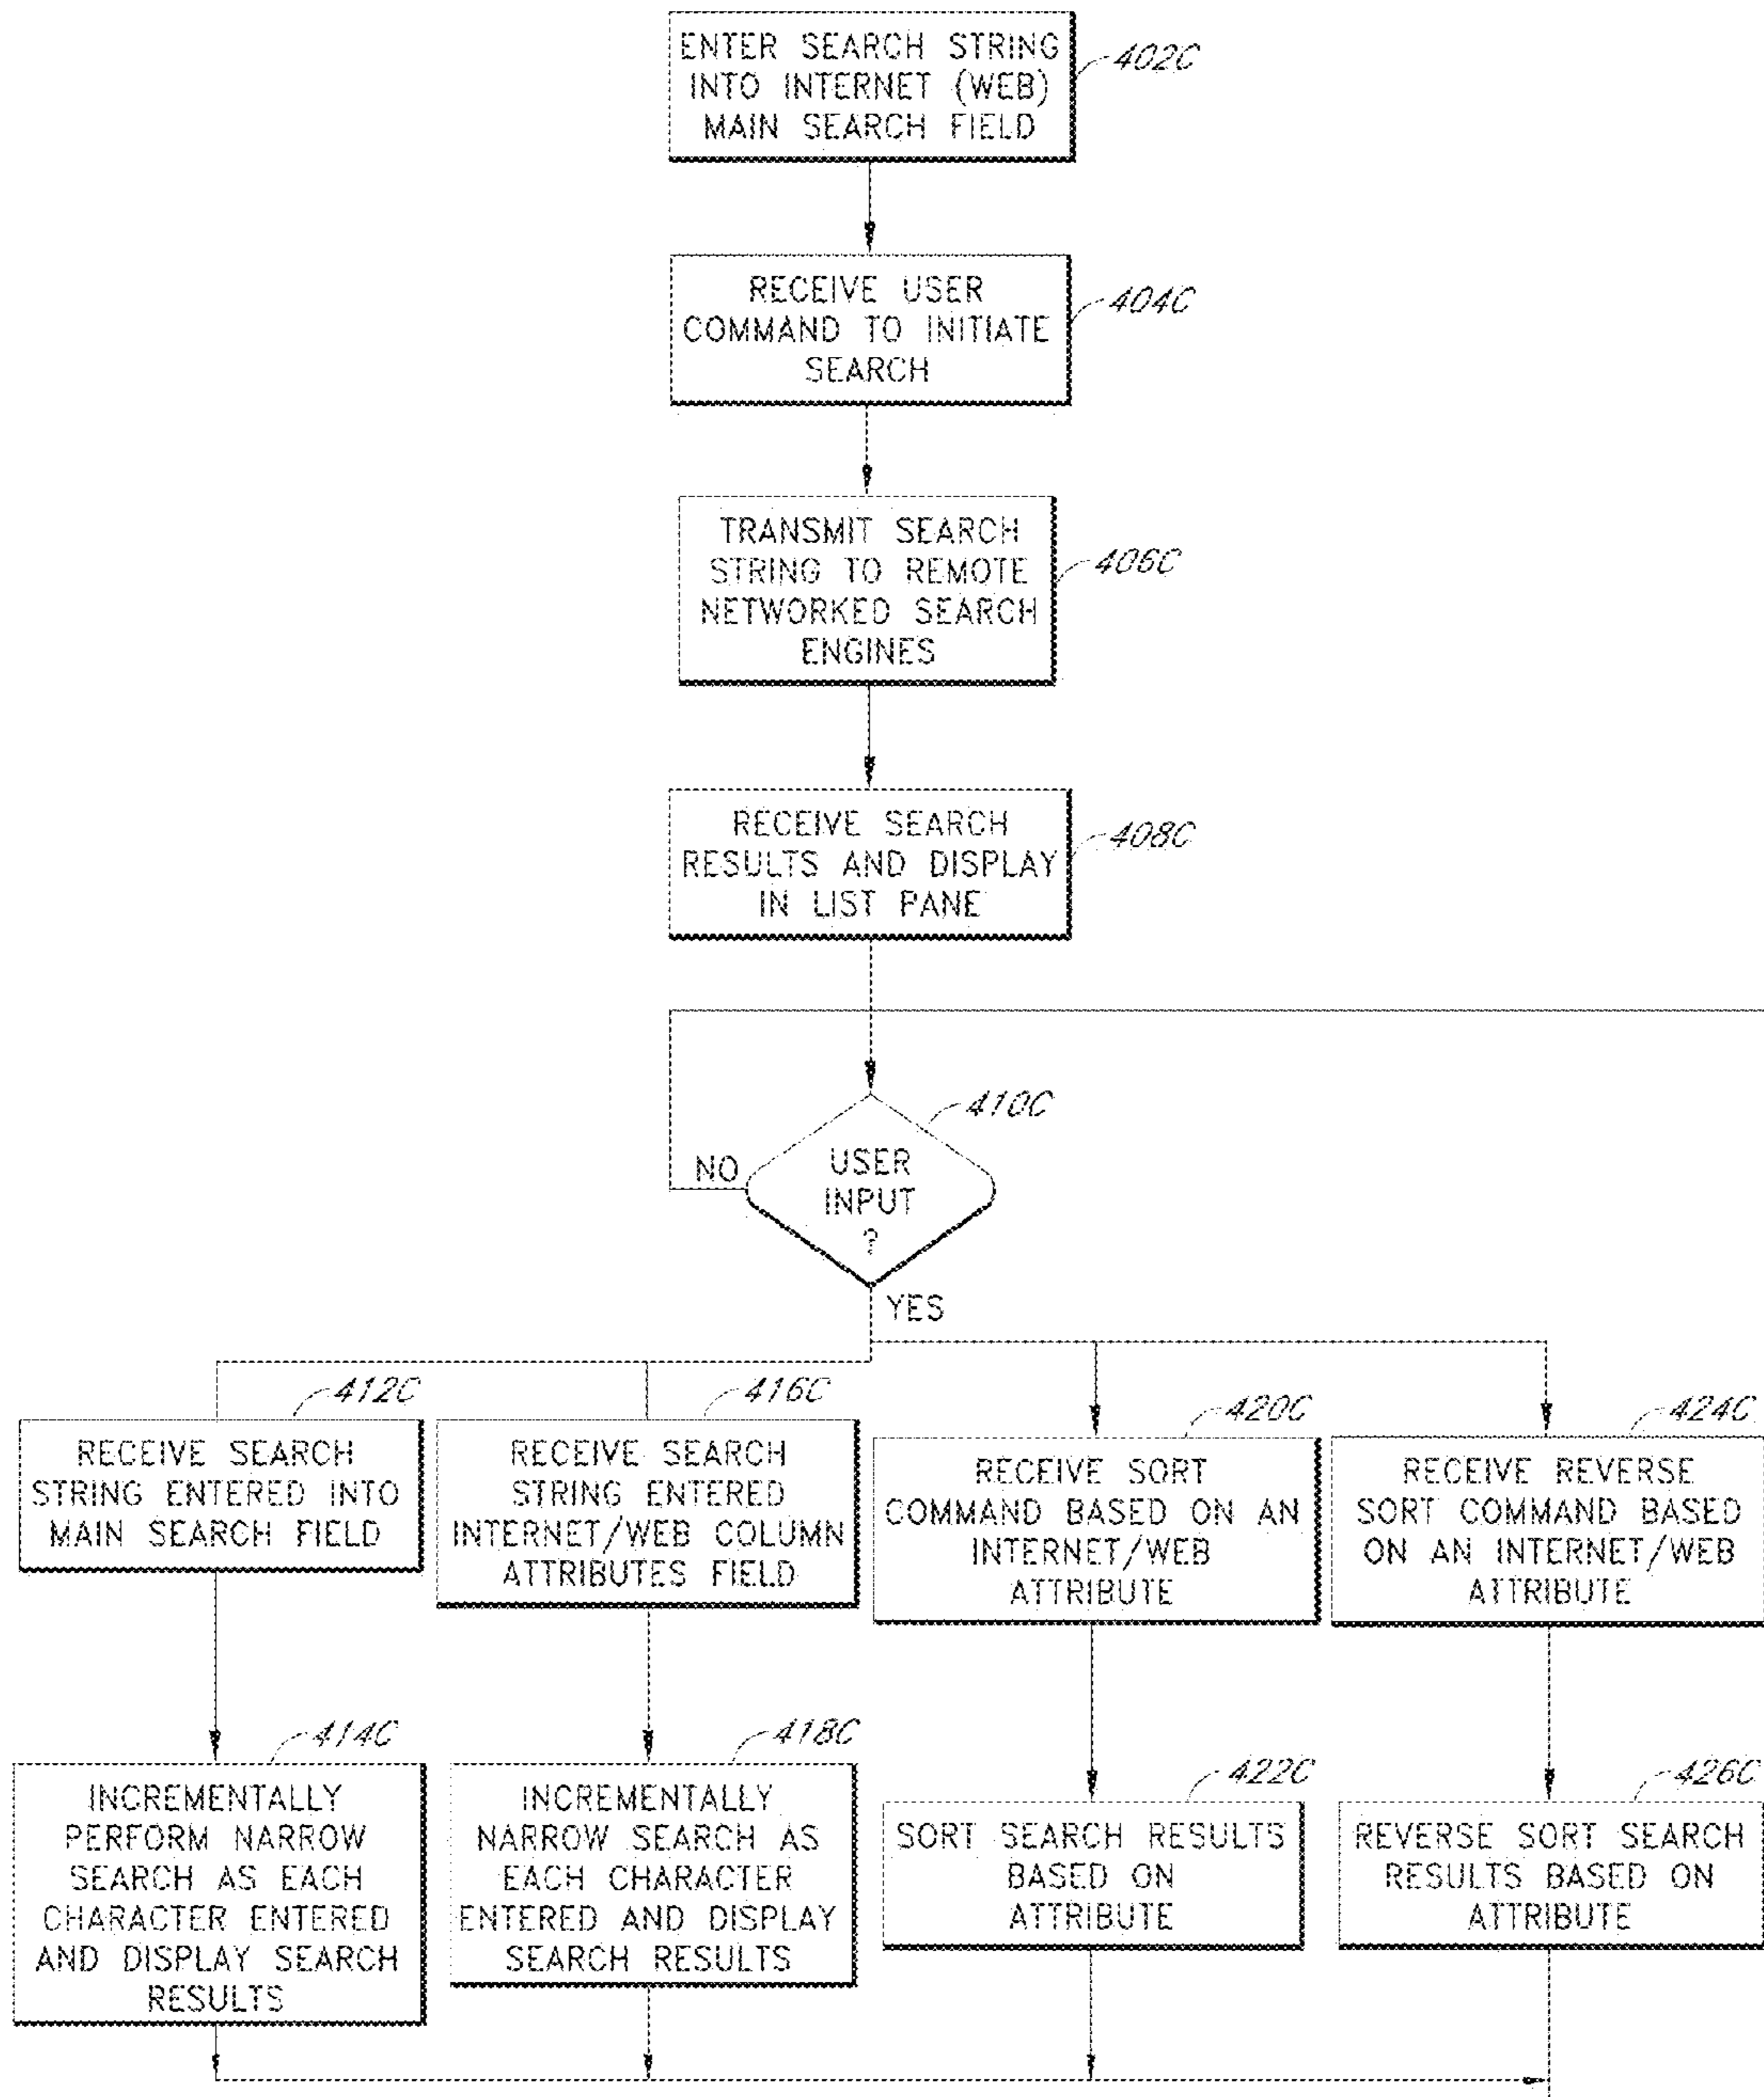 ENTER SEARCH STRING
INTO INTERNET (WEB)
MAIN SEARCH FIELD
402C
RECEIVE USER
COMMAND TO INITIATE
SEARCH
404C
TRANSMIT SEARCH
STRING TO REMOTE
NETWORKED SEARCH
ENGINES
406C
RECEIVE SEARCH
RESULTS AND DISPLAY
IN LIST PANE
408C
410C
USER
INPUT
?
NO
YES
412C
RECEIVE SEARCH
STRING ENTERED INTO
MAIN SEARCH FIELD
416C
RECEIVE SEARCH
STRING ENTERED
INTERNET/WEB COLUMN
ATTRIBUTES FIELD
420C
RECEIVE SORT
COMMAND BASED ON AN
INTERNET/WEB
ATTRIBUTE
424C
RECEIVE REVERSE
SORT COMMAND BASED
ON AN INTERNET/WEB
ATTRIBUTE
414C
INCREMENTALLY
PERFORM NARROW
SEARCH AS EACH
CHARACTER ENTERED
AND DISPLAY SEARCH
RESULTS
418C
INCREMENTALLY
NARROW SEARCH AS
EACH CHARACTER
ENTERED AND DISPLAY
SEARCH RESULTS
422C
SORT SEARCH RESULTS
BASED ON
ATTRIBUTE
426C
REVERSE SORT SEARCH
RESULTS BASED ON
ATTRIBUTE